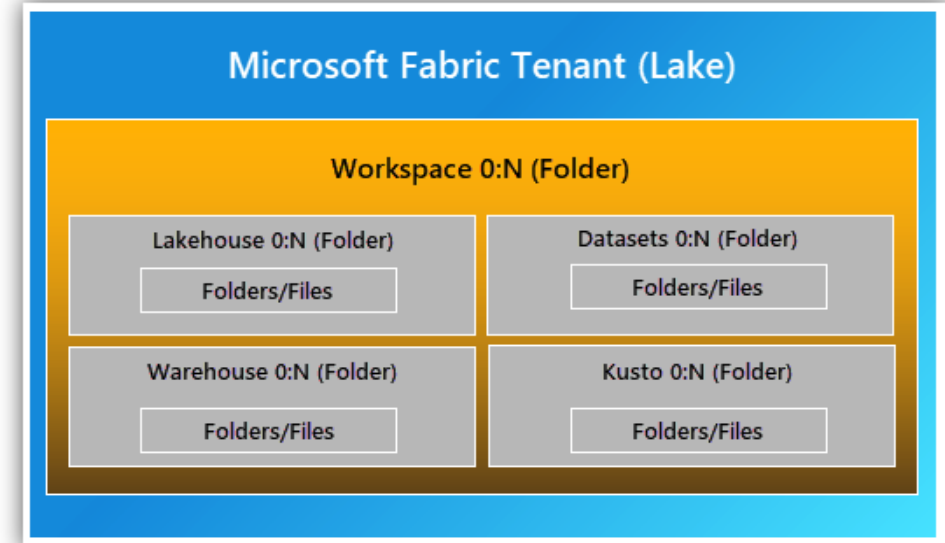 Microsoft Fabric Tenant (Lake)
Workspace 0:N (Folder)
Lakehouse 0:N (Folder)
Folders/Files
Datasets 0:N (Folder)
Folders/Files
Warehouse 0:N (Folder)
Folders/Files
Kusto 0:N (Folder)
Folders/Files